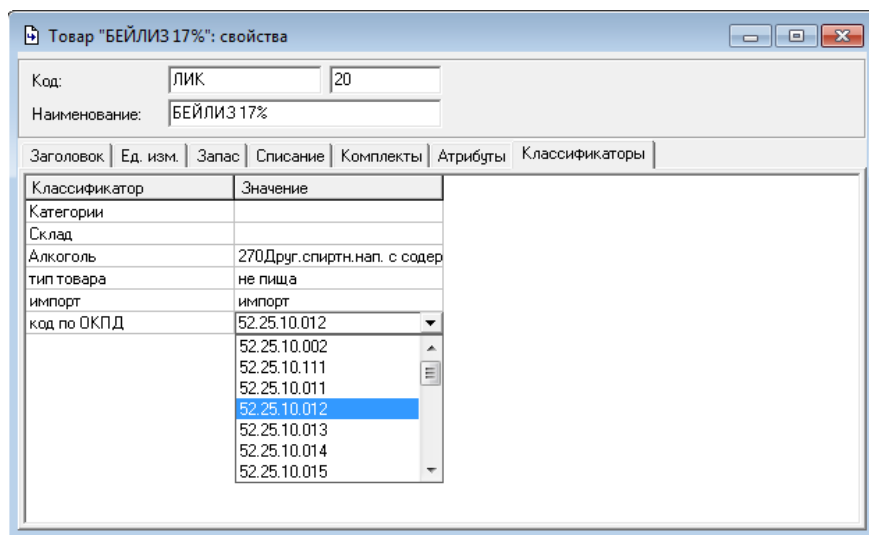 Товар "БЕЙЛИЗ 17%": свойства
Код: ЛИК 20
Наименование: БЕЙЛИЗ 17%
Заголовок Ед. изм. Запас Списание Комплекты Атрибуты Классификаторы
Классификатор Значение
Категории
Склад
Алкоголь 270Друг.спиртн.нап. с содер
тип товара не пища
импорт импорт
код по ОКПД 52.25.10.012
52.25.10.002
52.25.10.111
52.25.10.011
52.25.10.012
52.25.10.013
52.25.10.014
52.25.10.015